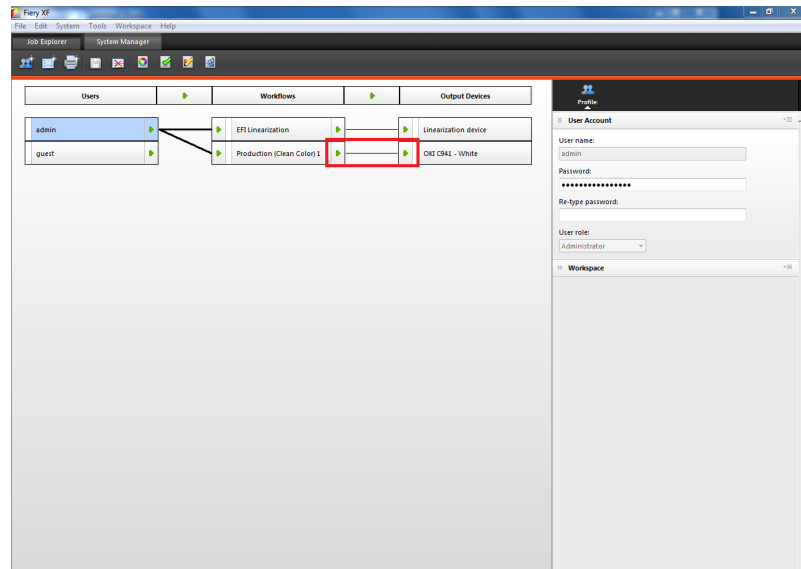 Fiery XF
File Edit System Tools Workspace Help
Job Explorer System Manager
Users Workflows Output Devices
Profile
User Account
admin EFI Linearization Linearization device
guest Production (Clean Color) 1 OKI C941 - White
User name:
admin
Password:
Re-type password:
User role:
Administrator
Workspace